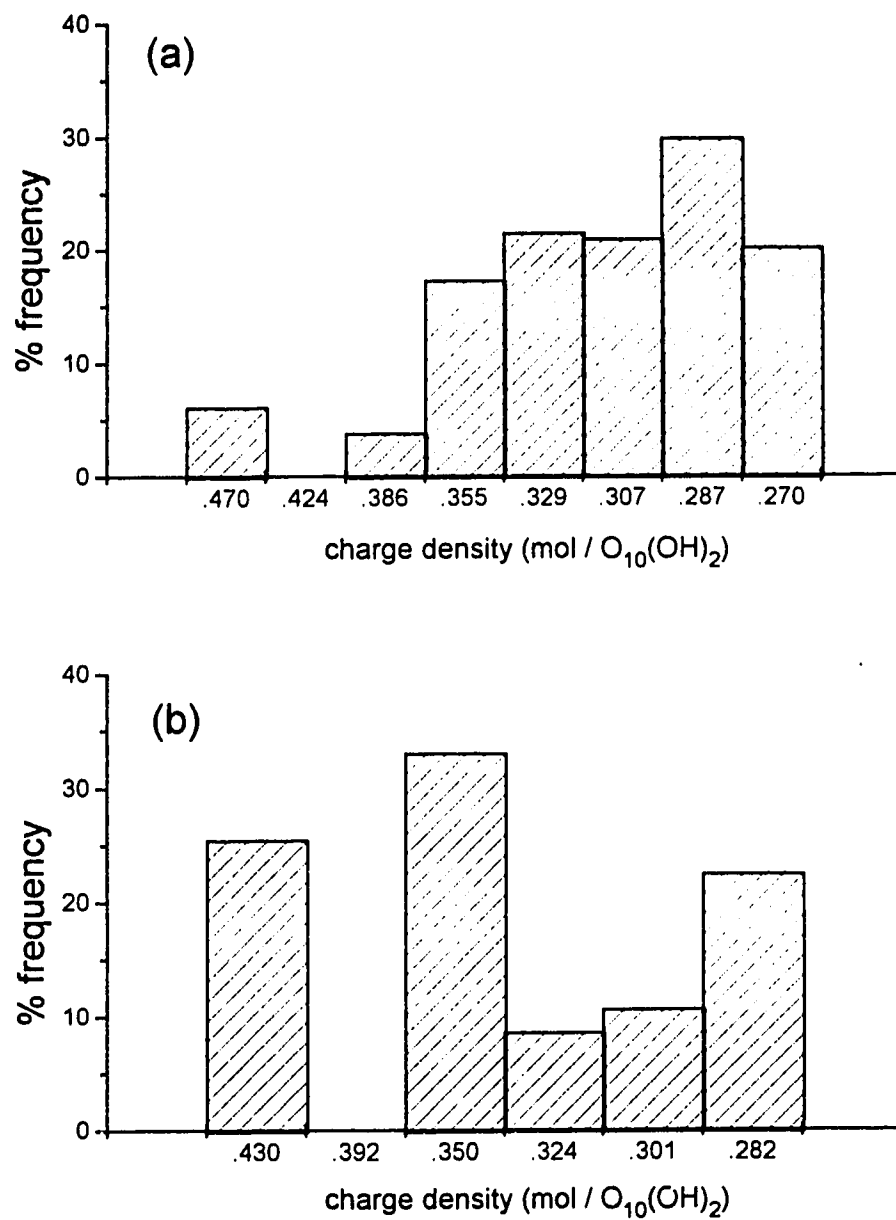 40
(a)
30
20
10
0
% frequency
.470 .424 .386 .355 .329 .307 .287 .270
charge density (mol / O₁₀(OH)₂)
40
(b)
30
20
10
0
% frequency
.430 .392 .350 .324 .301 .282
charge density (mol / O₁₀(OH)₂)